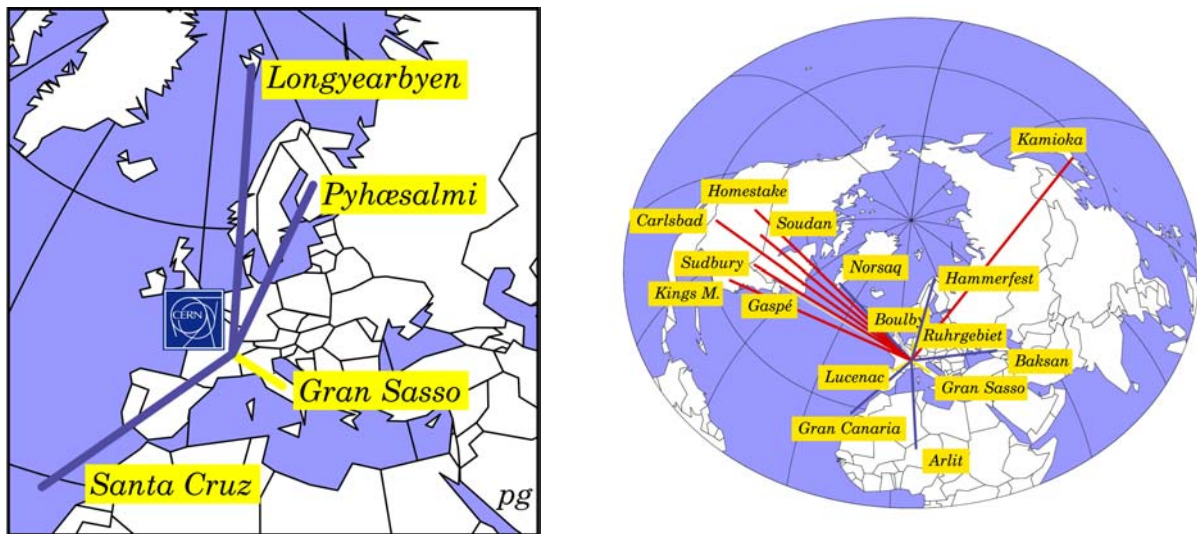 Longyearbyen
Pyhæsalmi
CERN
Gran Sasso
Santa Cruz
pg
Kamioka
Homestake
Carlsbad
Soudan
Sudbury
Norsaq
Hammerfest
Kings M.
Gaspé
Boulby
Ruhrgebiet
Baksan
Lucenac
Gran Sasso
Gran Canaria
Arlit